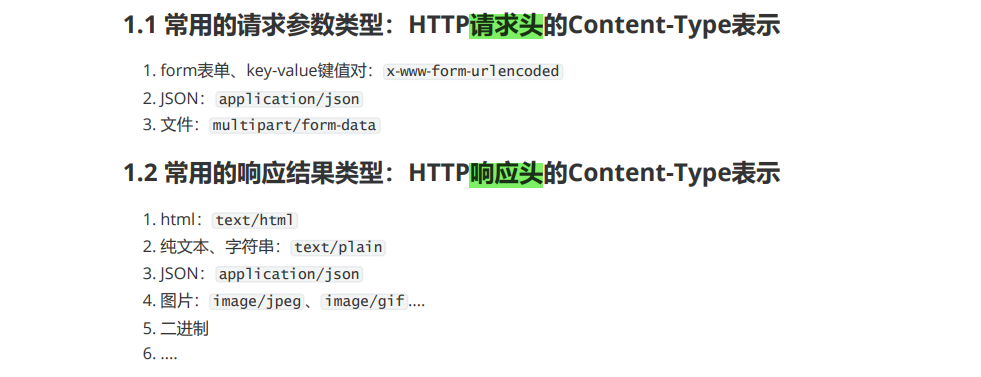 1.1 常用的请求参数类型：HTTP请求头的Content-Type表示
1. form表单、key-value键值对：x-www-form-urlencoded
2. JSON：application/json
3. 文件：multipart/form-data
1.2 常用的响应结果类型：HTTP响应头的Content-Type表示
1. html：text/html
2. 纯文本、字符串：text/plain
3. JSON：application/json
4. 图片：image/jpeg、image/gif....
5. 二进制
6. ....